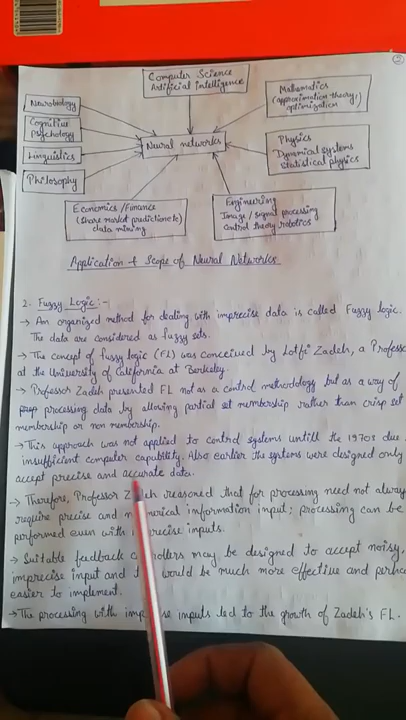 2
Computer Science
Artificial intelligence
Neurobiology
Mathematics
(approximation theory,
optimization)
Cognitive
Psychology
Neural networks
Linguistics
Physics
Dynamical systems
Statistical physics
Philosophy
Economics/Finance
(Share market prediction etc)
data mining
Engineering
Image/signal processing
control theory robotics
Application & Scope of Neural Networks
2. Fuzzy Logic:-
→ An organized method for dealing with imprecise data is called Fuzzy logic.
The data are considered as fuzzy sets.
→ The concept of fuzzy logic (FL) was conceived by Lotfi Zadeh, a Profess
at the University of California at Berkeley.
→ Professor Zadeh presented FL not as a control methodology but as a way of
processing data by allowing partial set membership rather than crisp set
membership or non membership.
→ This approach was not applied to control systems untill the 1970s due
insufficient computer capability. Also earlier the systems were designed only
accept precise and accurate data.
→ Therefore, Professor Zadeh reasoned that for processing need not alway
require precise and numerical information input; processing can be
performed even with imprecise inputs.
→ Suitable feedback controllers may be designed to accept noisy,
imprecise input and would be much more effective and perha
easier to implement.
→ The processing with imprecise inputs led to the growth of Zadeh's FL.